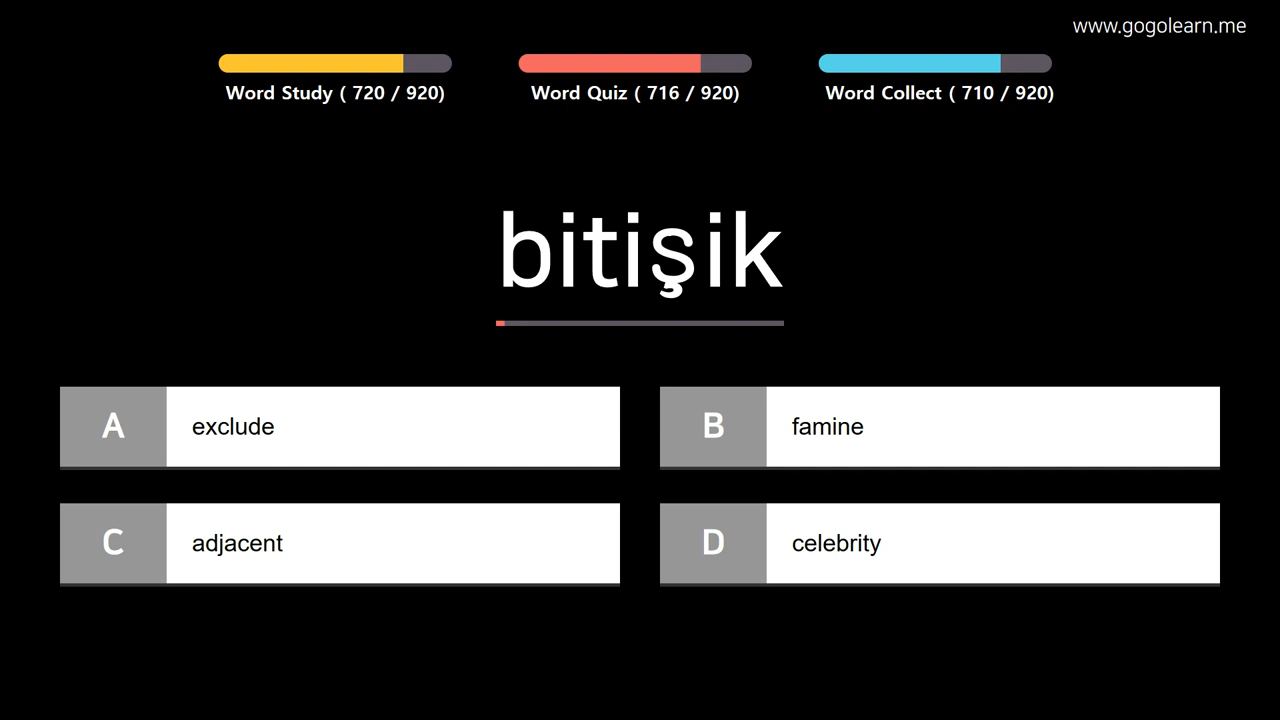 www.gogolearn.me
Word Study ( 720 / 920)
Word Quiz ( 716 / 920)
Word Collect ( 710 / 920)
bitişik
A exclude
B famine
C adjacent
D celebrity